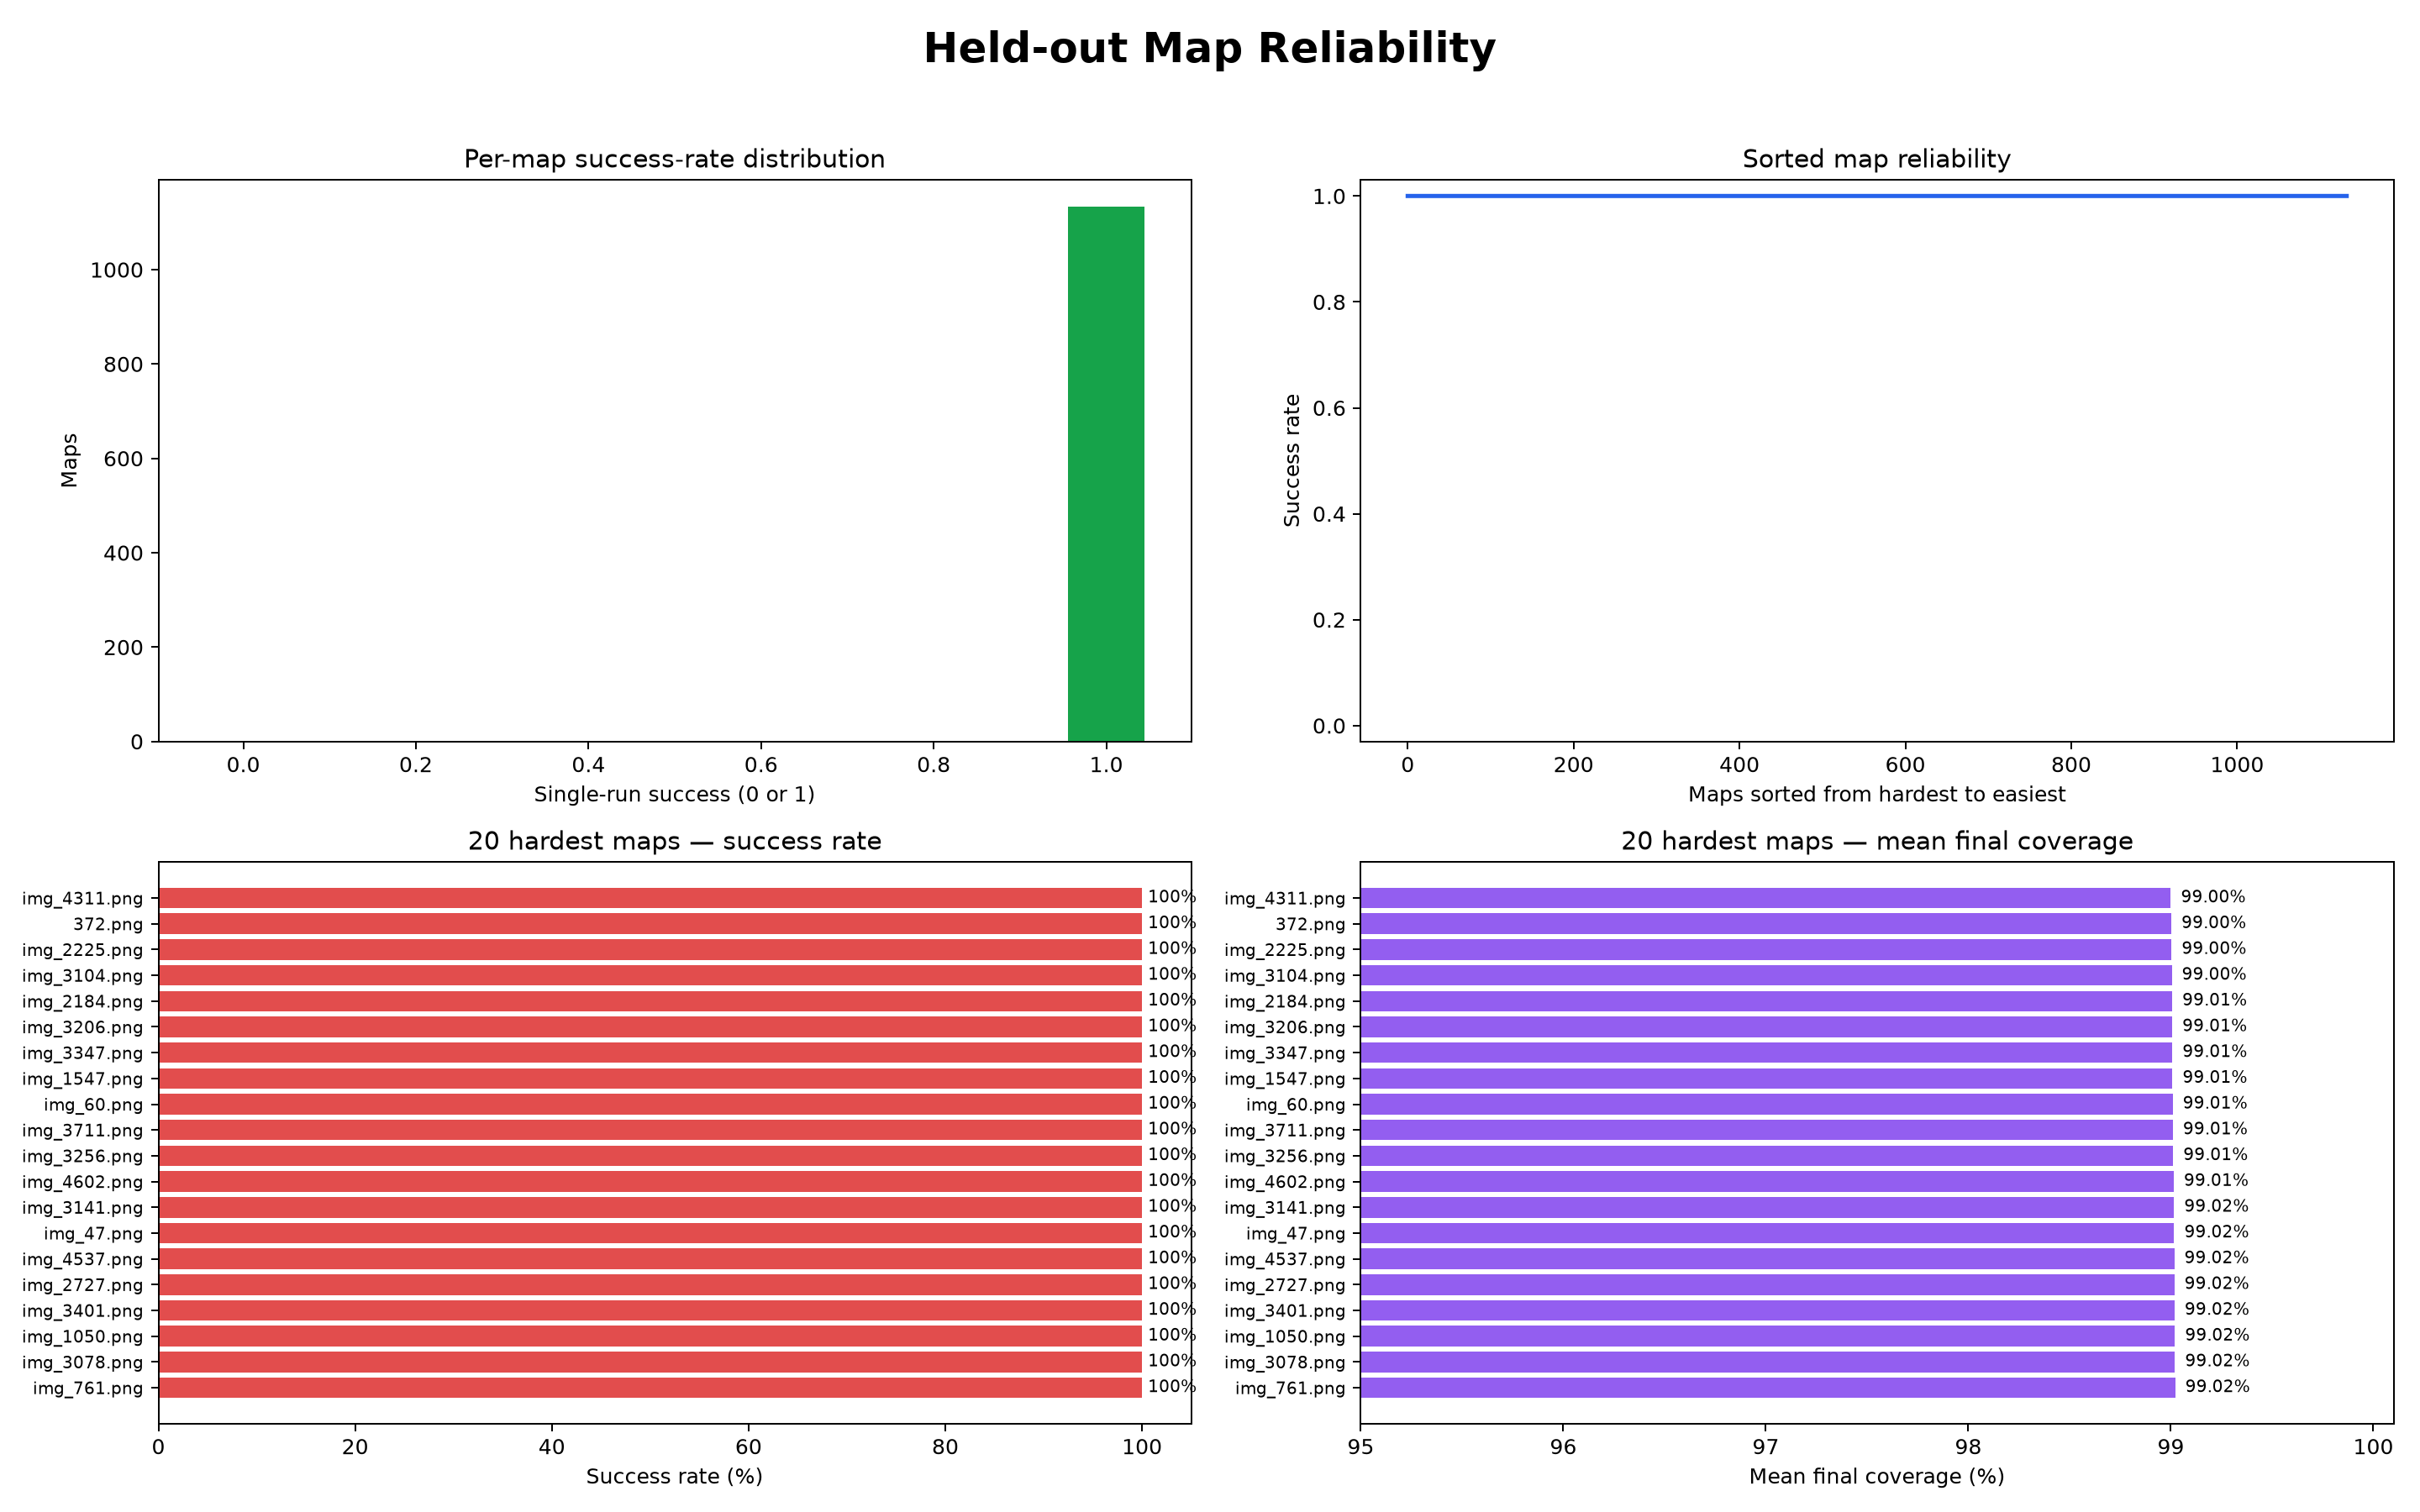 Held-out Map Reliability
Per-map success-rate distribution
Maps
1000
800
600
400
200
0
0.0 0.2 0.4 0.6 0.8 1.0
Single-run success (0 or 1)
Sorted map reliability
Success rate
1.0
0.8
0.6
0.4
0.2
0.0
0 200 400 600 800 1000
Maps sorted from hardest to easiest
20 hardest maps — success rate
img_4311.png 100%
372.png 100%
img_2225.png 100%
img_3104.png 100%
img_2184.png 100%
img_3206.png 100%
img_3347.png 100%
img_1547.png 100%
img_60.png 100%
img_3711.png 100%
img_3256.png 100%
img_4602.png 100%
img_3141.png 100%
img_47.png 100%
img_4537.png 100%
img_2727.png 100%
img_3401.png 100%
img_1050.png 100%
img_3078.png 100%
img_761.png 100%
0 20 40 60 80 100
Success rate (%)
20 hardest maps — mean final coverage
img_4311.png 99.00%
372.png 99.00%
img_2225.png 99.00%
img_3104.png 99.00%
img_2184.png 99.01%
img_3206.png 99.01%
img_3347.png 99.01%
img_1547.png 99.01%
img_60.png 99.01%
img_3711.png 99.01%
img_3256.png 99.01%
img_4602.png 99.01%
img_3141.png 99.02%
img_47.png 99.02%
img_4537.png 99.02%
img_2727.png 99.02%
img_3401.png 99.02%
img_1050.png 99.02%
img_3078.png 99.02%
img_761.png 99.02%
95 96 97 98 99 100
Mean final coverage (%)